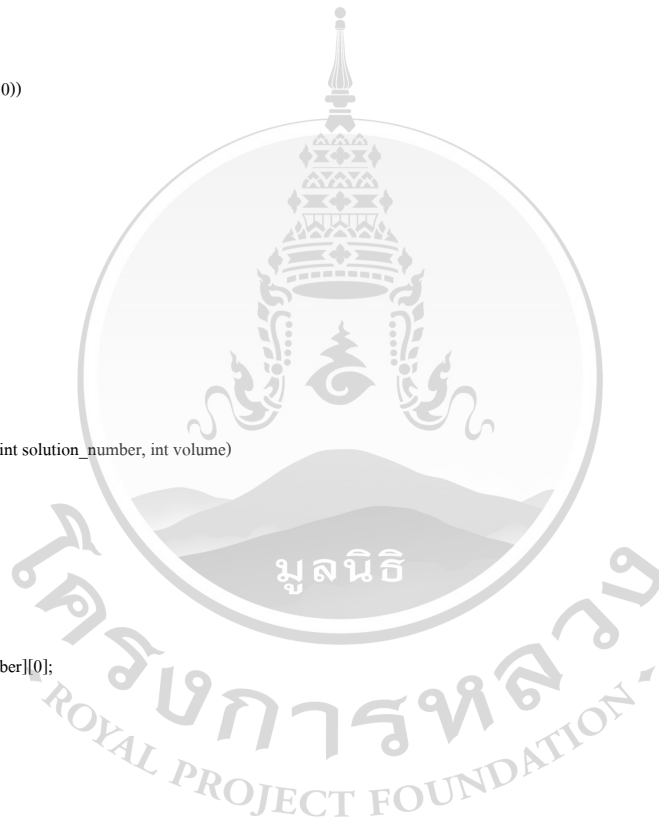 0))
int solution_number, int volume)
มูลนิธิ
ber][0];
โครงการหลวง
ROYAL PROJECT FOUNDATION